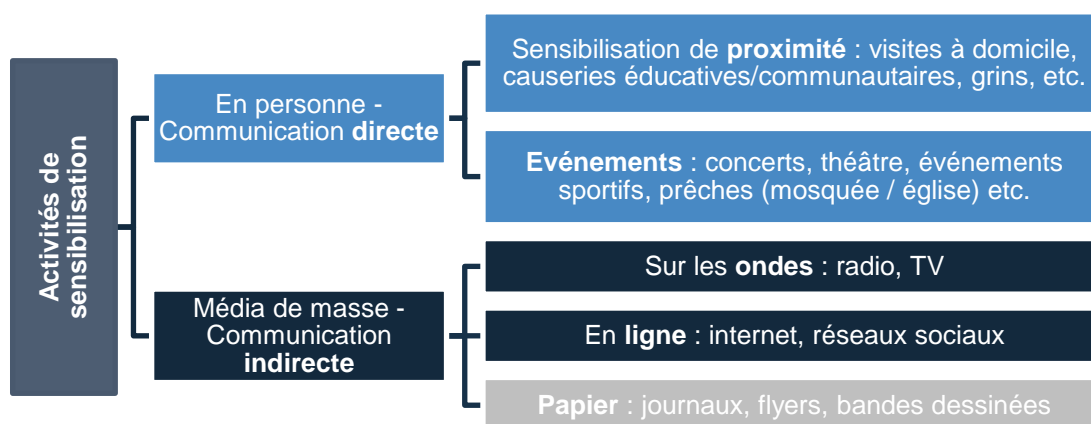 Activités de
sensibilisation
En personne -
Communication directe
Sensibilisation de proximité : visites à domicile,
causeries éducatives/communautaires, grins, etc.
Evénements : concerts, théâtre, événements
sportifs, prêches (mosquée / église) etc.
Média de masse -
Communication
indirecte
Sur les ondes : radio, TV
En ligne : internet, réseaux sociaux
Papier : journaux, flyers, bandes dessinées